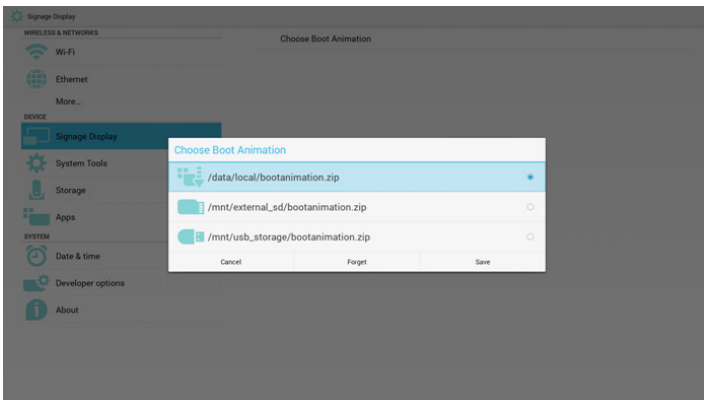 Signage Display
WIRELESS & NETWORKS
Wi-Fi
Ethernet
More...
DEVICE
Signage Display
System Tools
Storage
Apps
SYSTEM
Date & time
Developer options
About
Choose Boot Animation
Choose Boot Animation
/data/local/bootanimation.zip
/mnt/external_sd/bootanimation.zip
/mnt/usb_storage/bootanimation.zip
Cancel Forget Save